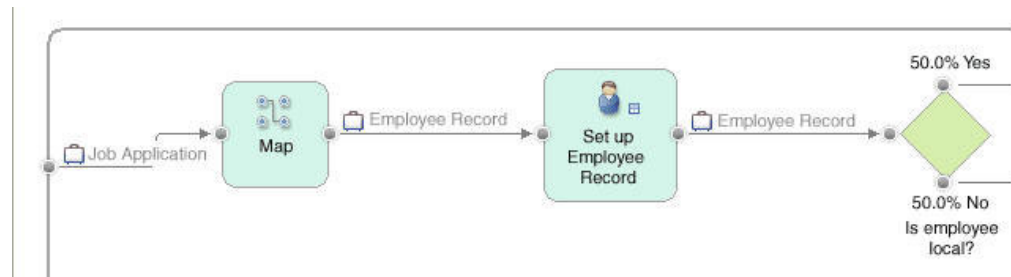 Job Application
Map
Employee Record
Set up
Employee
Record
Employee Record
50.0% Yes
50.0% No
Is employee
local?